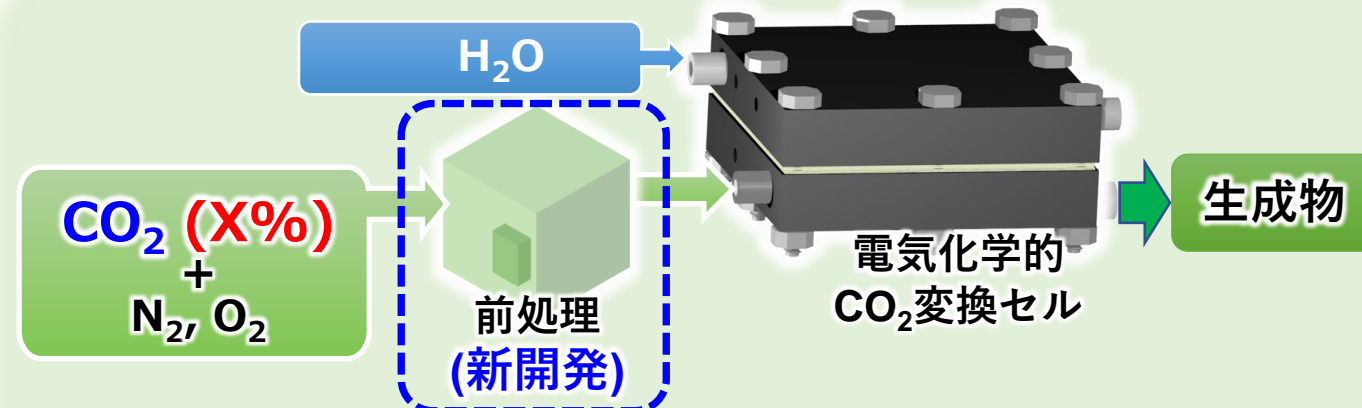 H₂O
CO₂ (X%)
+
N₂, O₂
前処理
(新開発)
電気化学的
CO₂変換セル
生成物